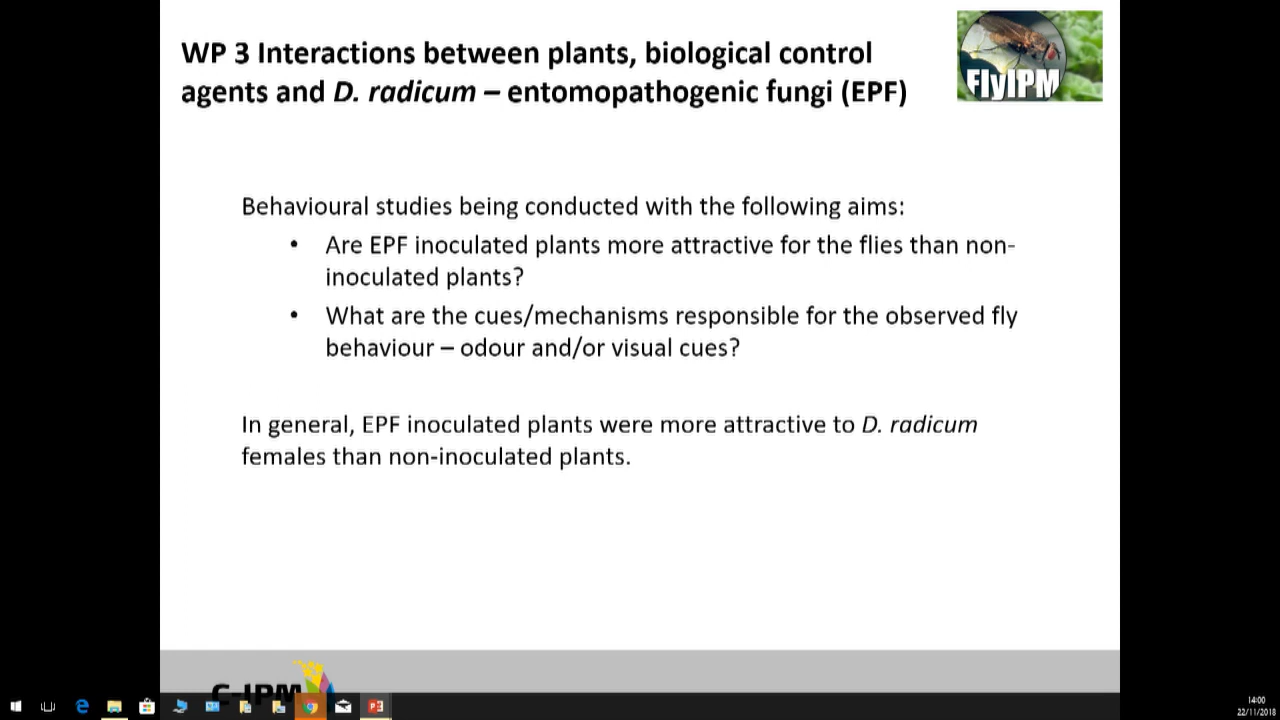 WP 3 Interactions between plants, biological control
agents and D. radicum – entomopathogenic fungi (EPF)
FlyIPM
Behavioural studies being conducted with the following aims:
• Are EPF inoculated plants more attractive for the flies than non-
inoculated plants?
• What are the cues/mechanisms responsible for the observed fly
behaviour – odour and/or visual cues?
In general, EPF inoculated plants were more attractive to D. radicum
females than non-inoculated plants.
C-IPM
14:00
22/11/2018